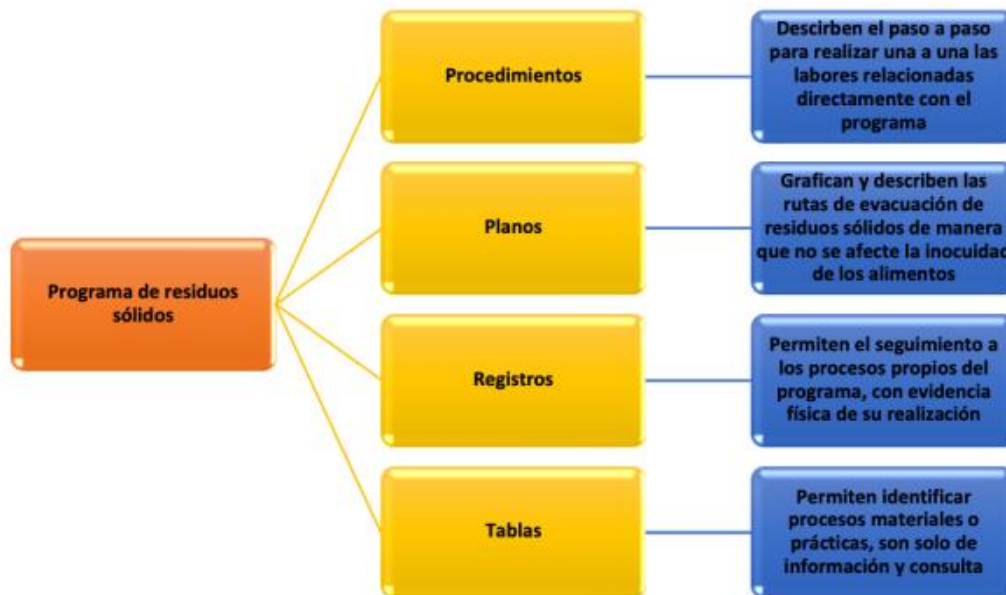 Programa de residuos
sólidos
Procedimientos
Descirben el paso a paso
para realizar una a una las
labores relacionadas
directamente con el
programa
Planos
Grafican y describen las
rutas de evacuación de
residuos sólidos de manera
que no se afecte la inocuidad
de los alimentos
Registros
Permiten el seguimiento a
los procesos propios del
programa, con evidencia
física de su realización
Tablas
Permiten identificar
procesos materiales o
prácticas, son solo de
información y consulta